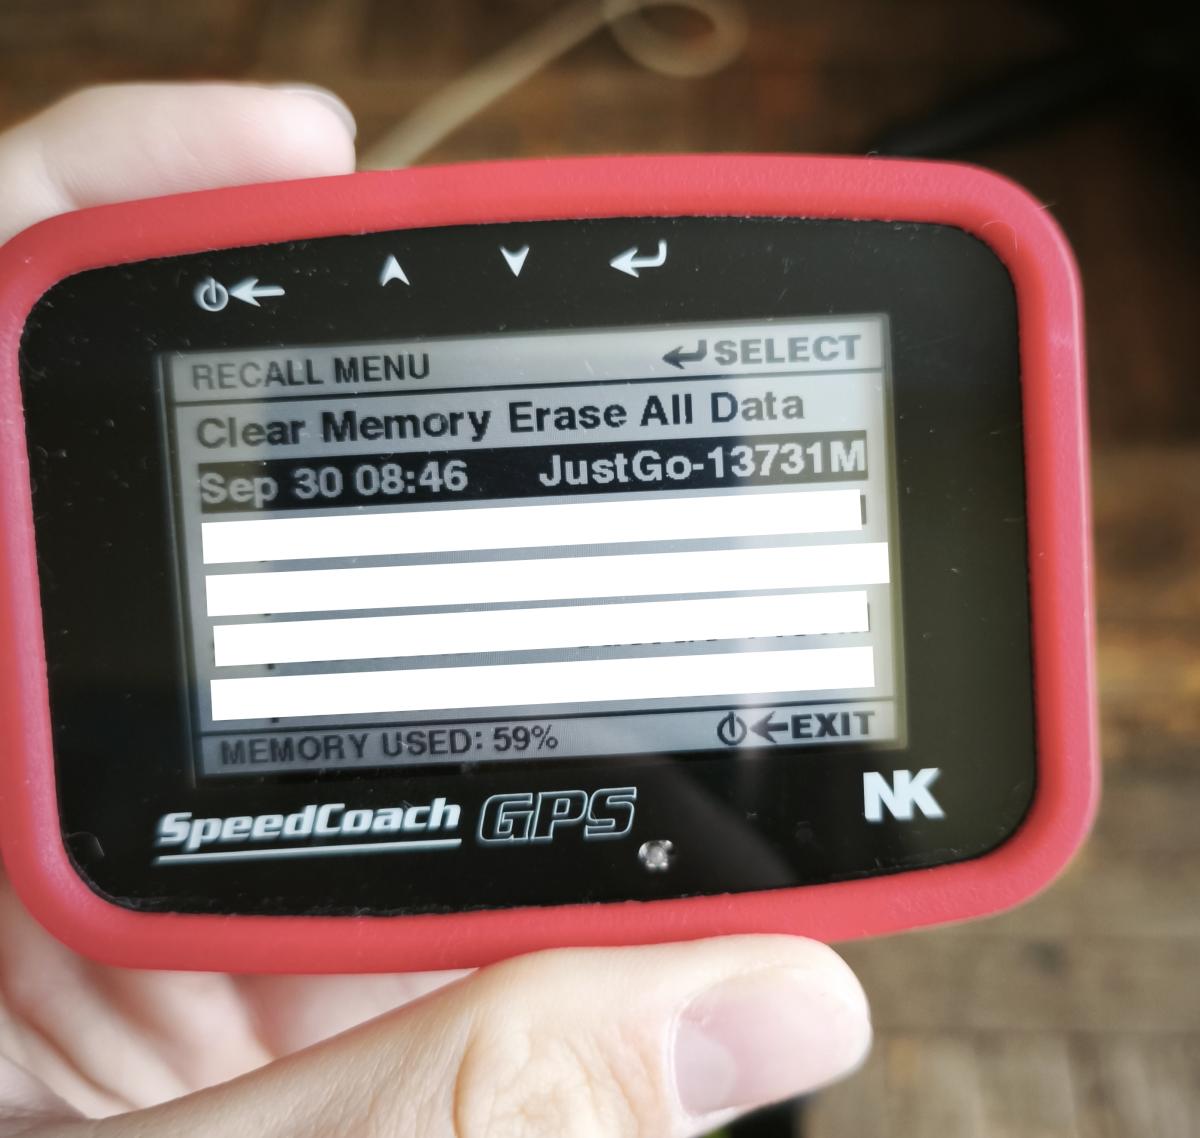 RECALL MENU SELECT
Clear Memory Erase All Data
Sep 30 08:46 JustGo-13731M
MEMORY USED: 59% EXIT
SpeedCoach GPS NK